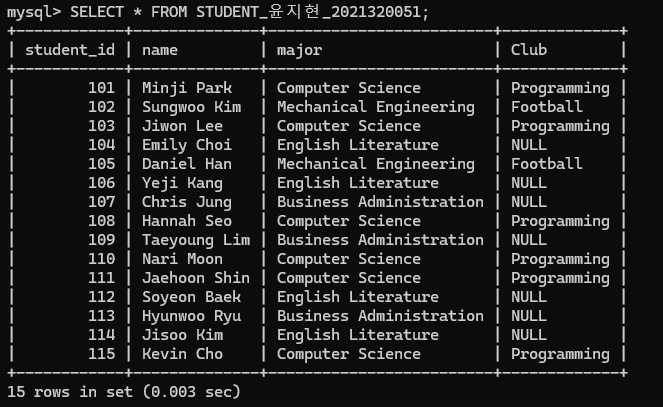 mysql> SELECT * FROM STUDENT_윤지현_2021320051;
+------------+--------------+-------------------------+-------------+
| student_id | name         | major                   | Club        |
+------------+--------------+-------------------------+-------------+
|        101 | Minji Park   | Computer Science        | Programming |
|        102 | Sungwoo Kim  | Mechanical Engineering  | Football    |
|        103 | Jiwon Lee    | Computer Science        | Programming |
|        104 | Emily Choi   | English Literature      | NULL        |
|        105 | Daniel Han   | Mechanical Engineering  | Football    |
|        106 | Yeji Kang    | English Literature      | NULL        |
|        107 | Chris Jung   | Business Administration | NULL        |
|        108 | Hannah Seo   | Computer Science        | Programming |
|        109 | Taeyoung Lim | Business Administration | NULL        |
|        110 | Nari Moon    | Computer Science        | Programming |
|        111 | Jaehoon Shin | Computer Science        | Programming |
|        112 | Soyeon Baek  | English Literature      | NULL        |
|        113 | Hyunwoo Ryu  | Business Administration | NULL        |
|        114 | Jisoo Kim    | English Literature      | NULL        |
|        115 | Kevin Cho    | Computer Science        | Programming |
+------------+--------------+-------------------------+-------------+
15 rows in set (0.003 sec)